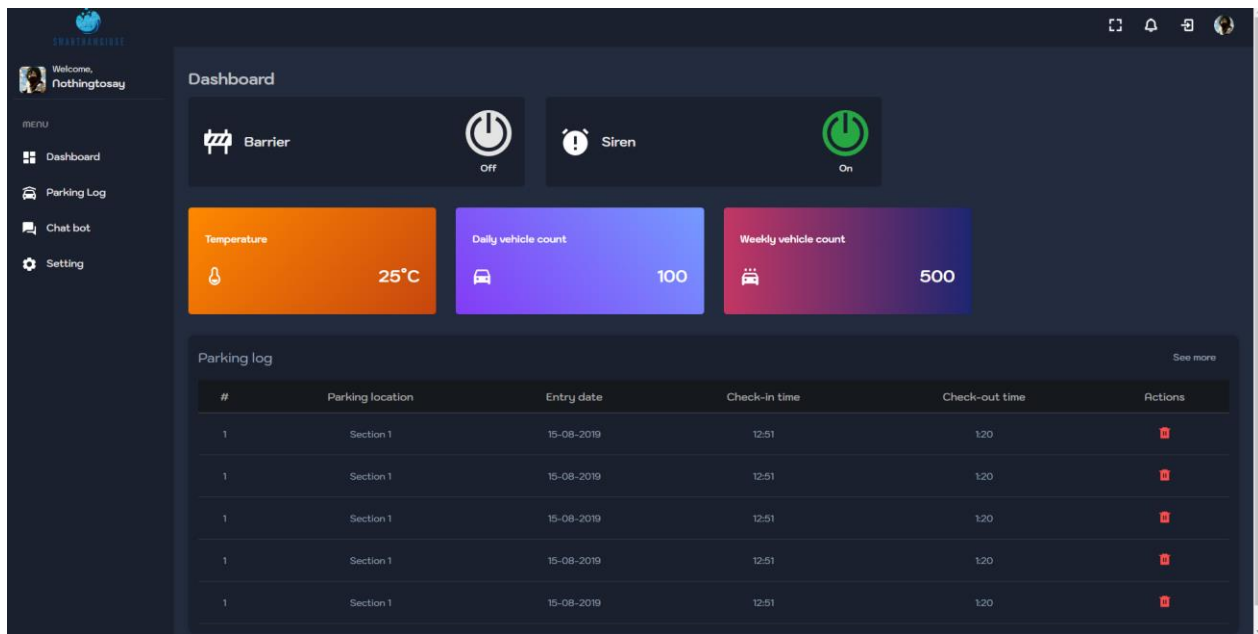 Welcome,
Nothingtosay
MENU
Dashboard
Parking Log
Chat bot
Setting
Dashboard
Barrier
Off
Siren
On
Temperature
25°C
Daily vehicle count
100
Weekly vehicle count
500
Parking log
See more
# Parking location Entry date Check-in time Check-out time Actions
1 Section 1 15-08-2019 12:51 1:20
1 Section 1 15-08-2019 12:51 1:20
1 Section 1 15-08-2019 12:51 1:20
1 Section 1 15-08-2019 12:51 1:20
1 Section 1 15-08-2019 12:51 1:20